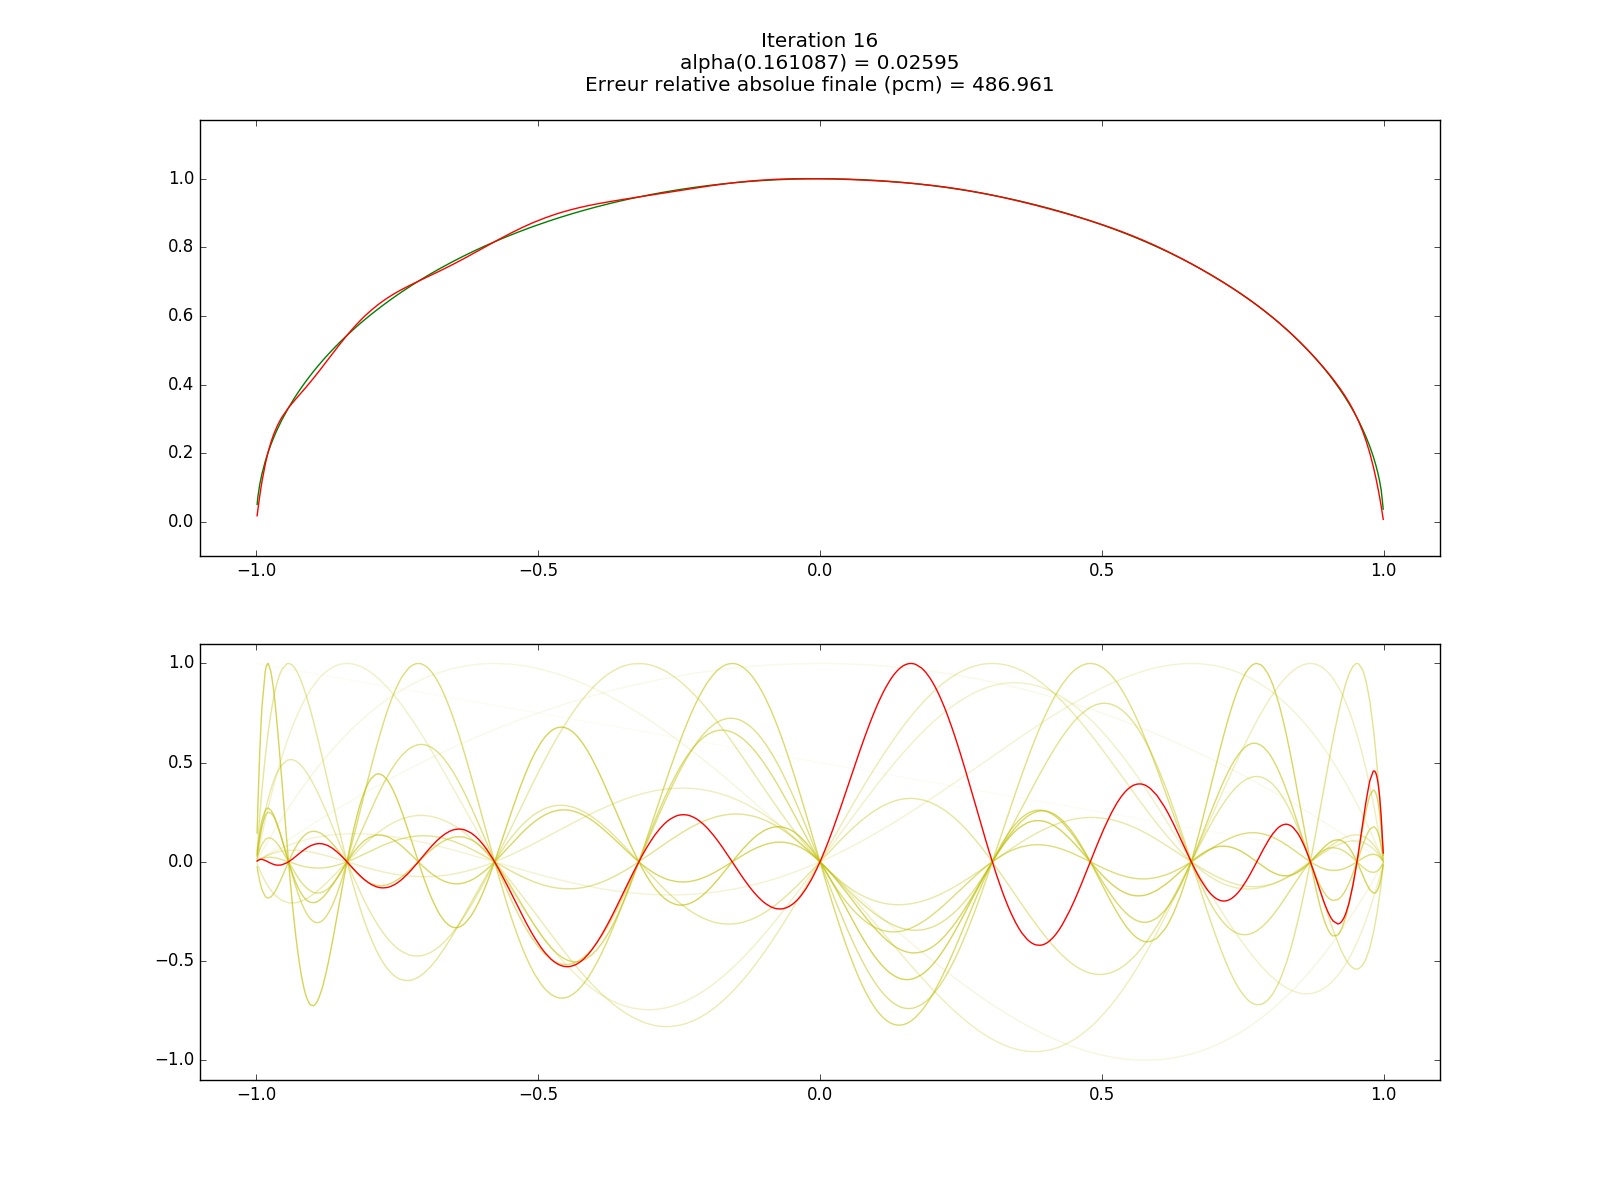 Iteration 16
alpha(0.161087) = 0.02595
Erreur relative absolue finale (pcm) = 486.961
1.0
0.8
0.6
0.4
0.2
0.0
−1.0 −0.5 0.0 0.5 1.0
1.0
0.5
0.0
−0.5
−1.0
−1.0 −0.5 0.0 0.5 1.0